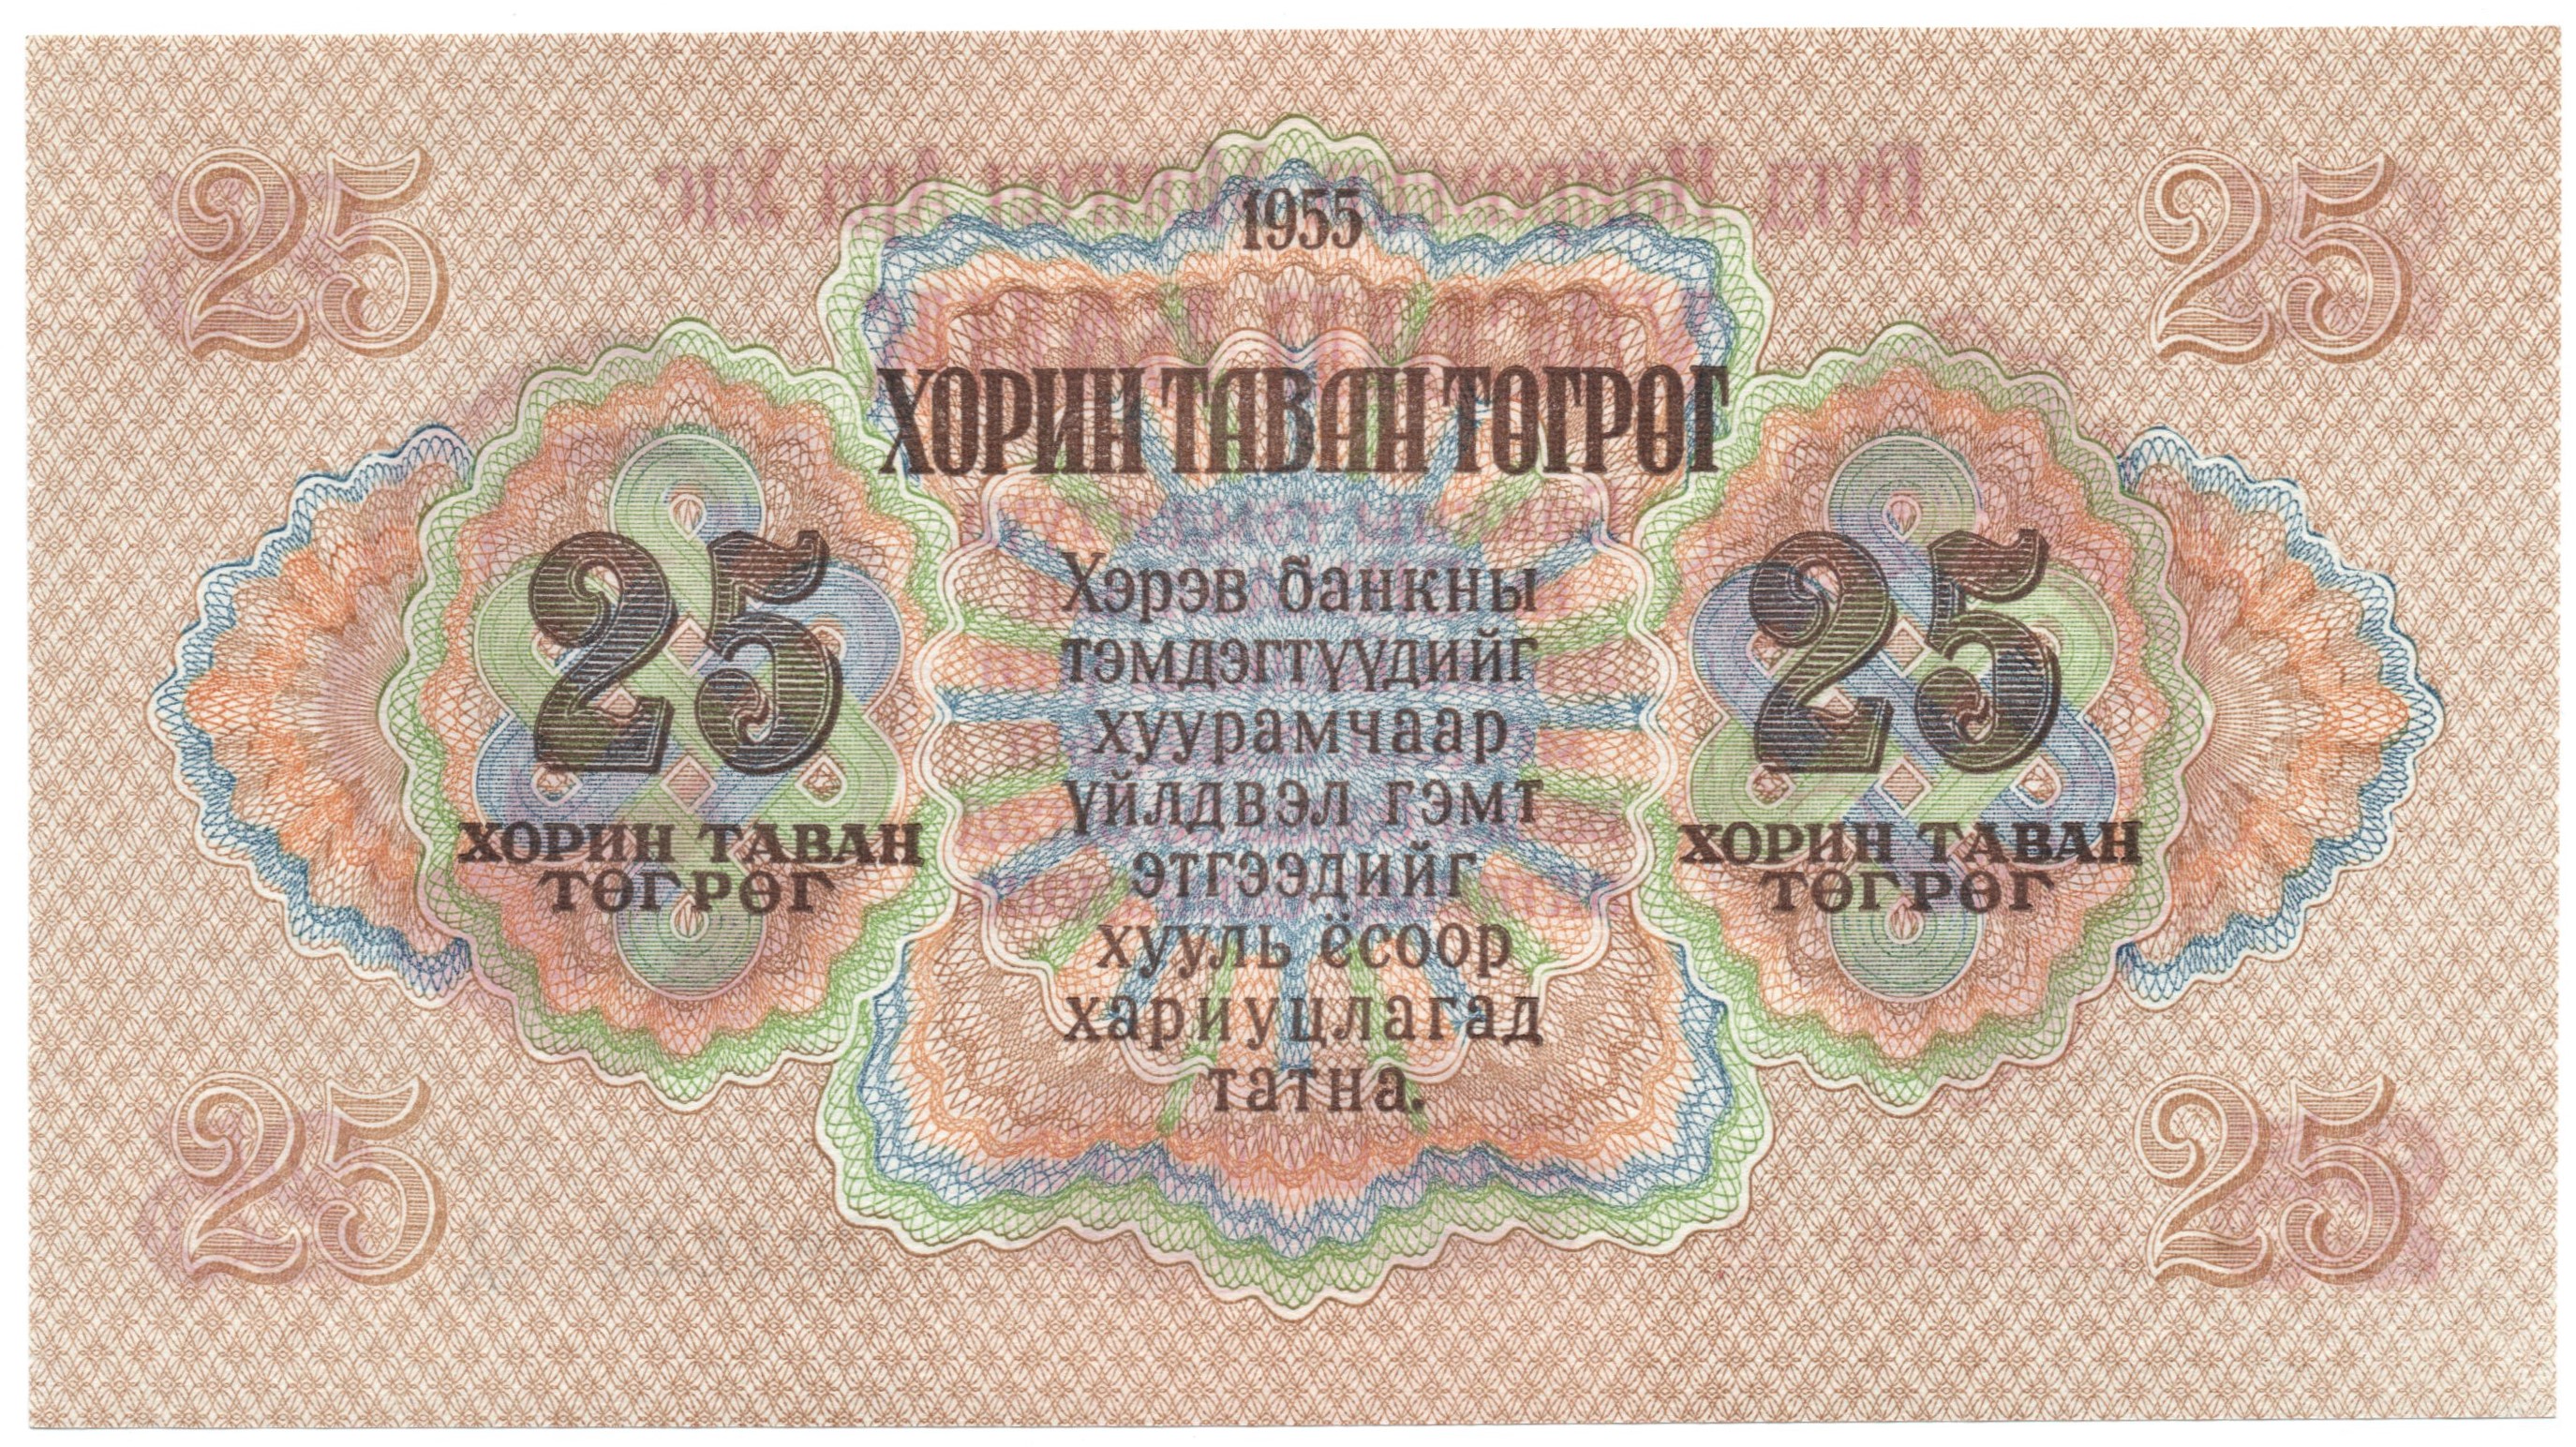 25
25
1955
ХОРИН ТАВАН ТӨГРӨГ
25
ХОРИН ТАВАН
ТӨГРӨГ
Хэрэв банкны
тэмдэгтүүдийг
хуурамчаар
үйлдвэл гэмт
этгээдийг
хууль ёсоор
хариуцлагад
татна.
25
ХОРИН ТАВАН
ТӨГРӨГ
25
25